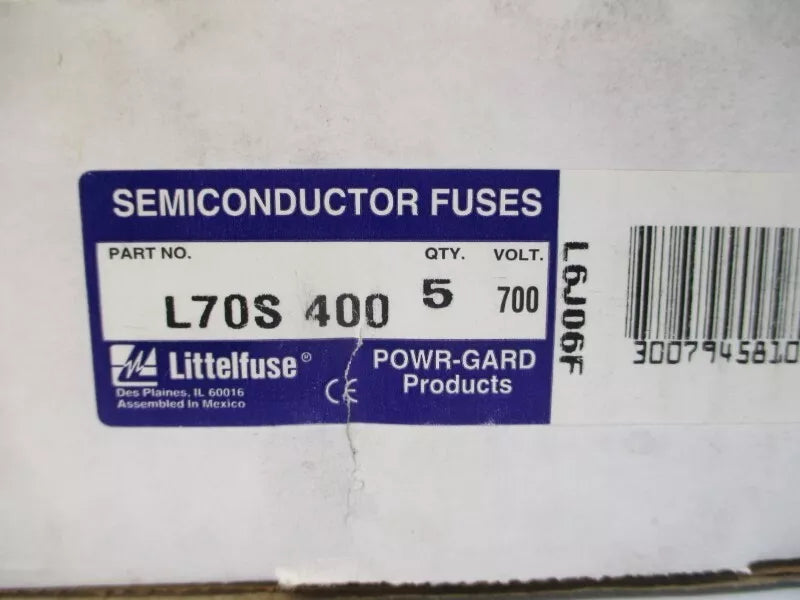 SEMICONDUCTOR FUSES
PART NO. QTY. VOLT.
L70S 400 5 700
Littelfuse®
Des Plaines, IL 60016
Assembled in Mexico
CE
POWR-GARD
Products
L6J06F
3007945810